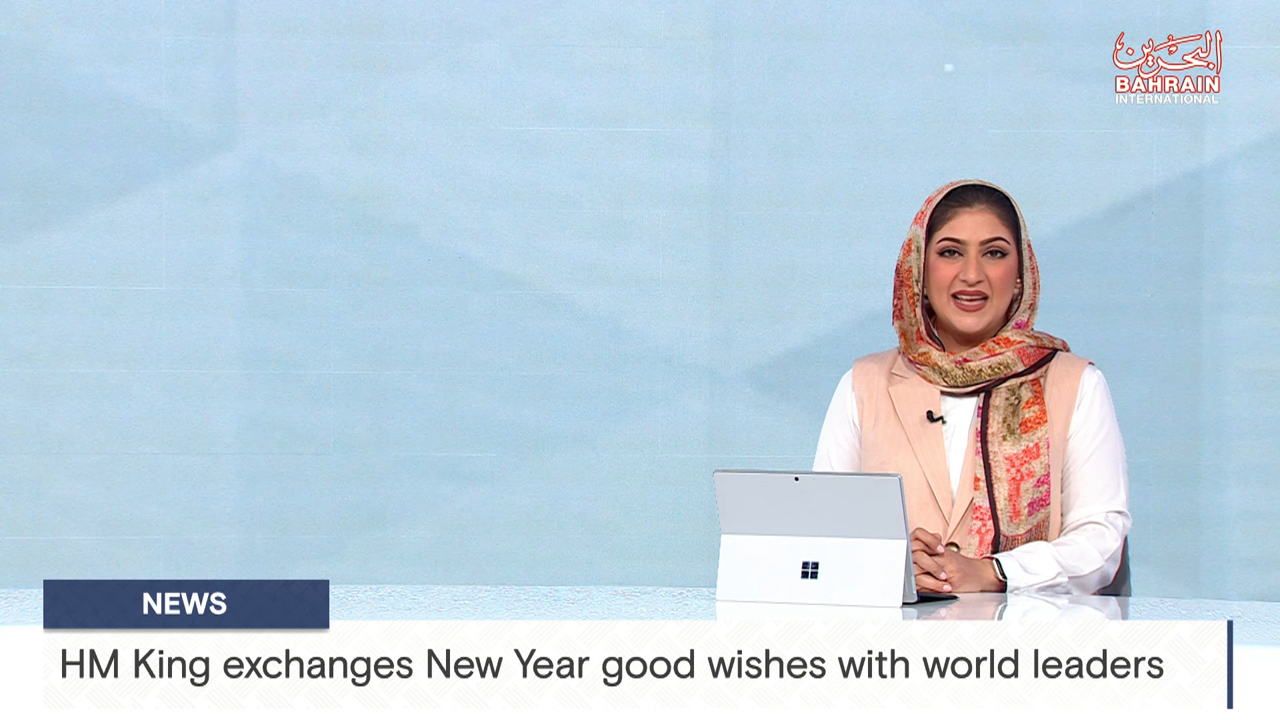 البحرين
BAHRAIN
INTERNATIONAL
NEWS
HM King exchanges New Year good wishes with world leaders